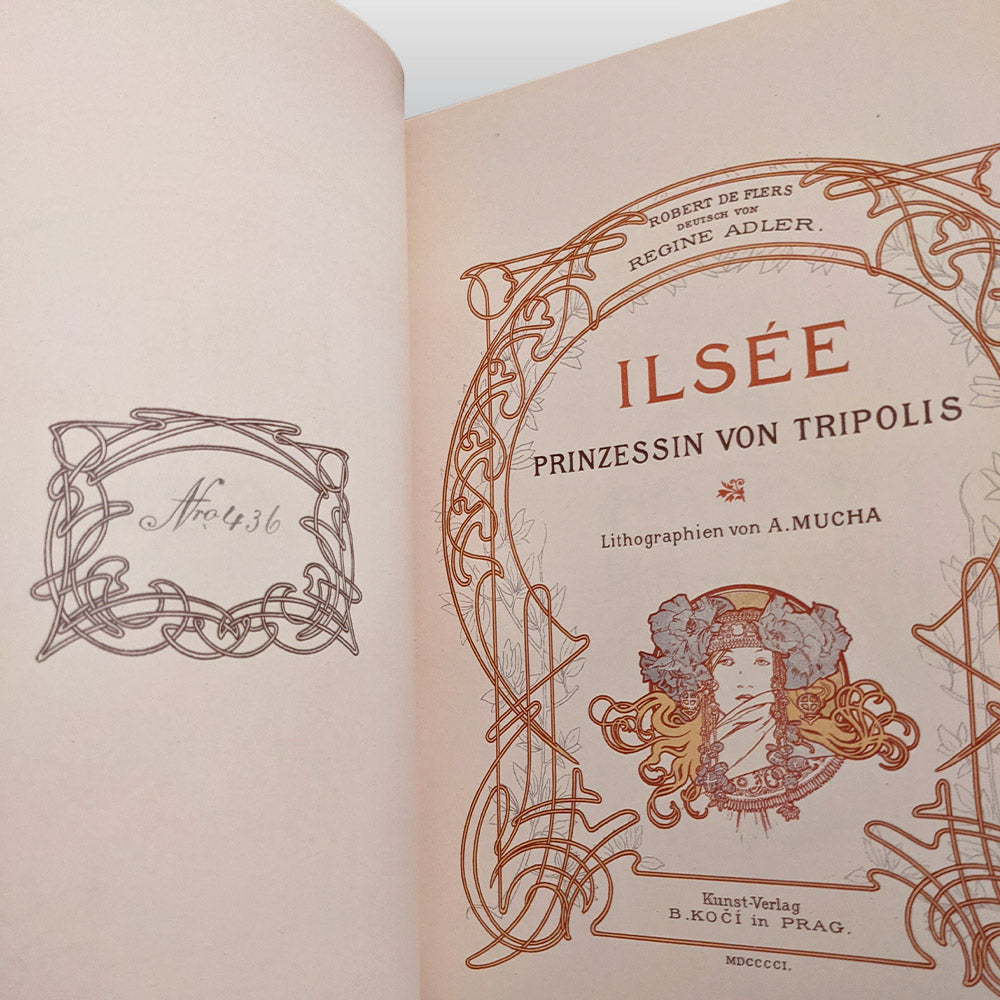 Nro 436
ROBERT DE FLERS
DEUTSCH VON
REGINE ADLER.
ILSÉE
PRINZESSIN VON TRIPOLIS
Lithographien von A. MUCHA
Kunst-Verlag
B. KOČÍ in PRAG.
MDCCCCI.